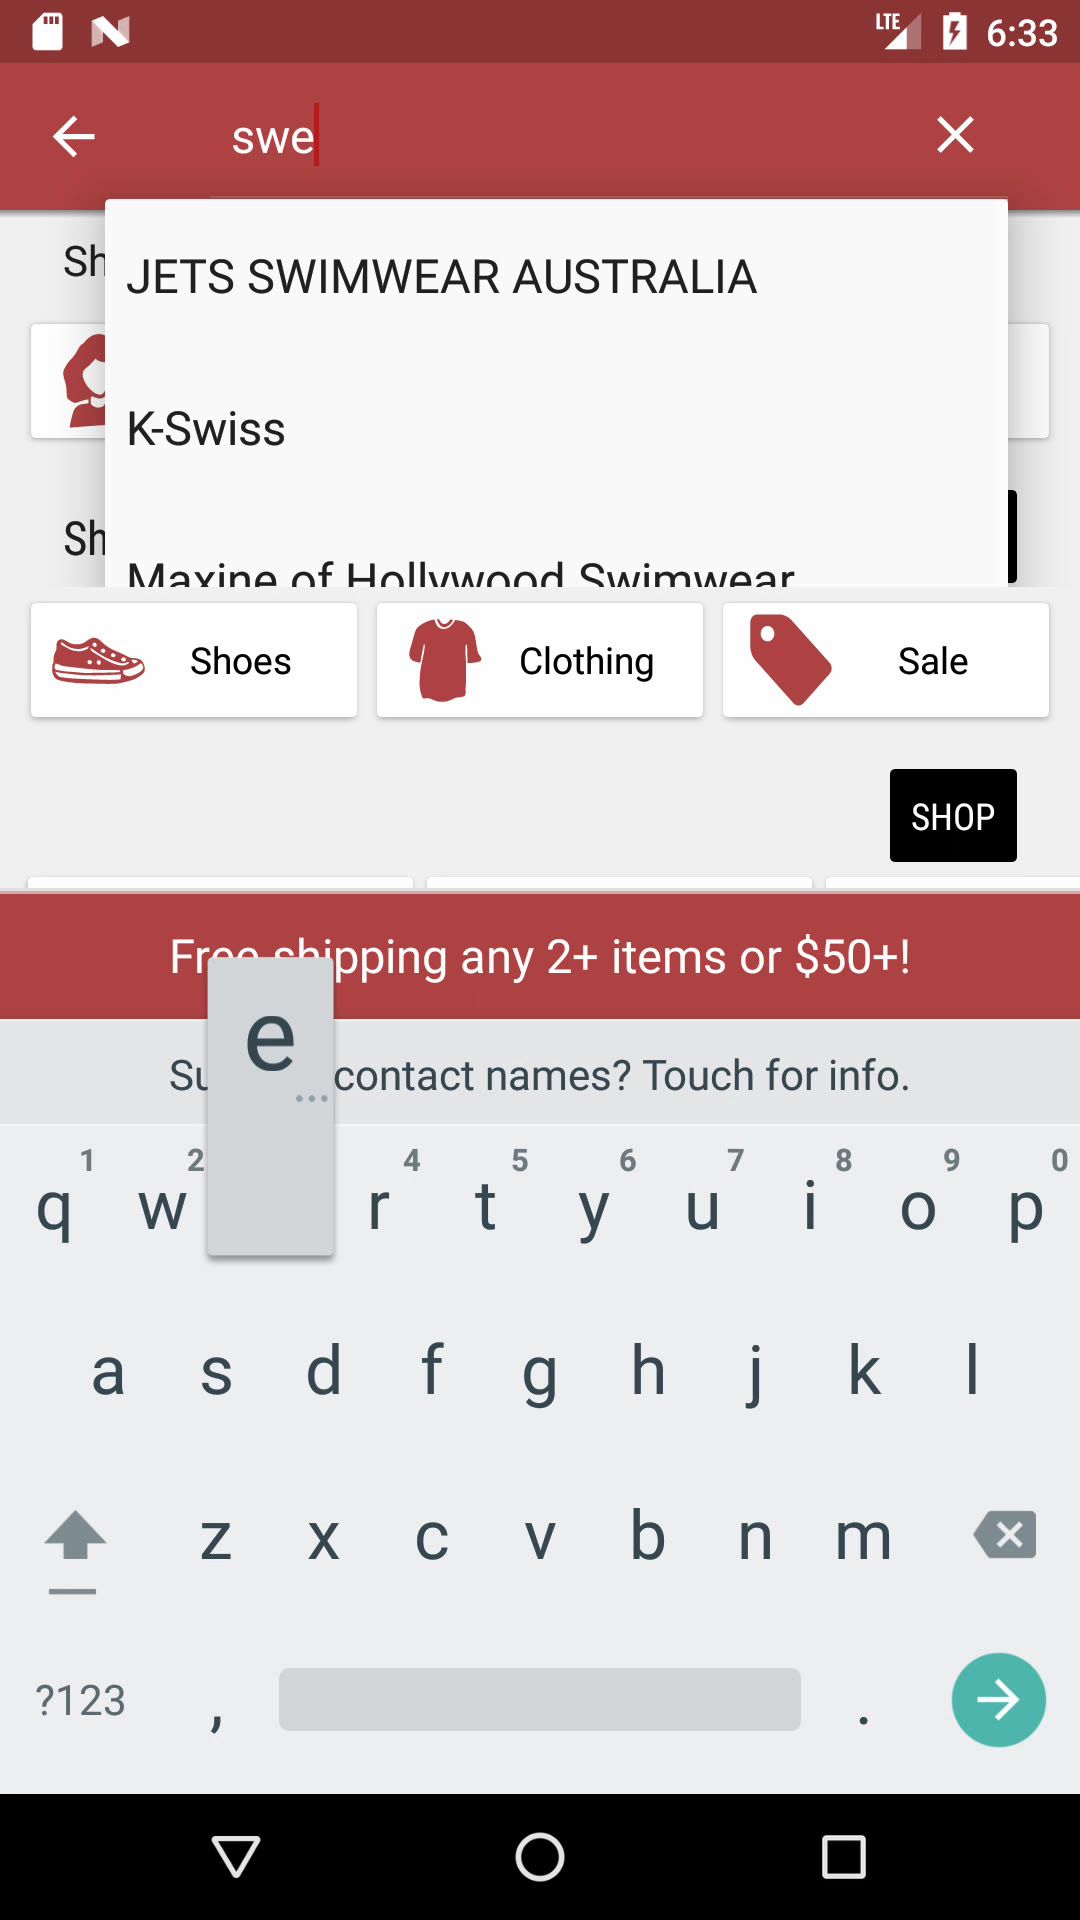 LTE 6:33
swe
Sh
JETS SWIMWEAR AUSTRALIA
K-Swiss
Sh
Maxine of Hollywood Swimwear
Shoes Clothing Sale
SHOP
Free shipping any 2+ items or $50+!
e
Su contact names? Touch for info.
1 2 4 5 6 7 8 9 0
q w r t y u i o p
a s d f g h j k l
z x c v b n m
?123 , .